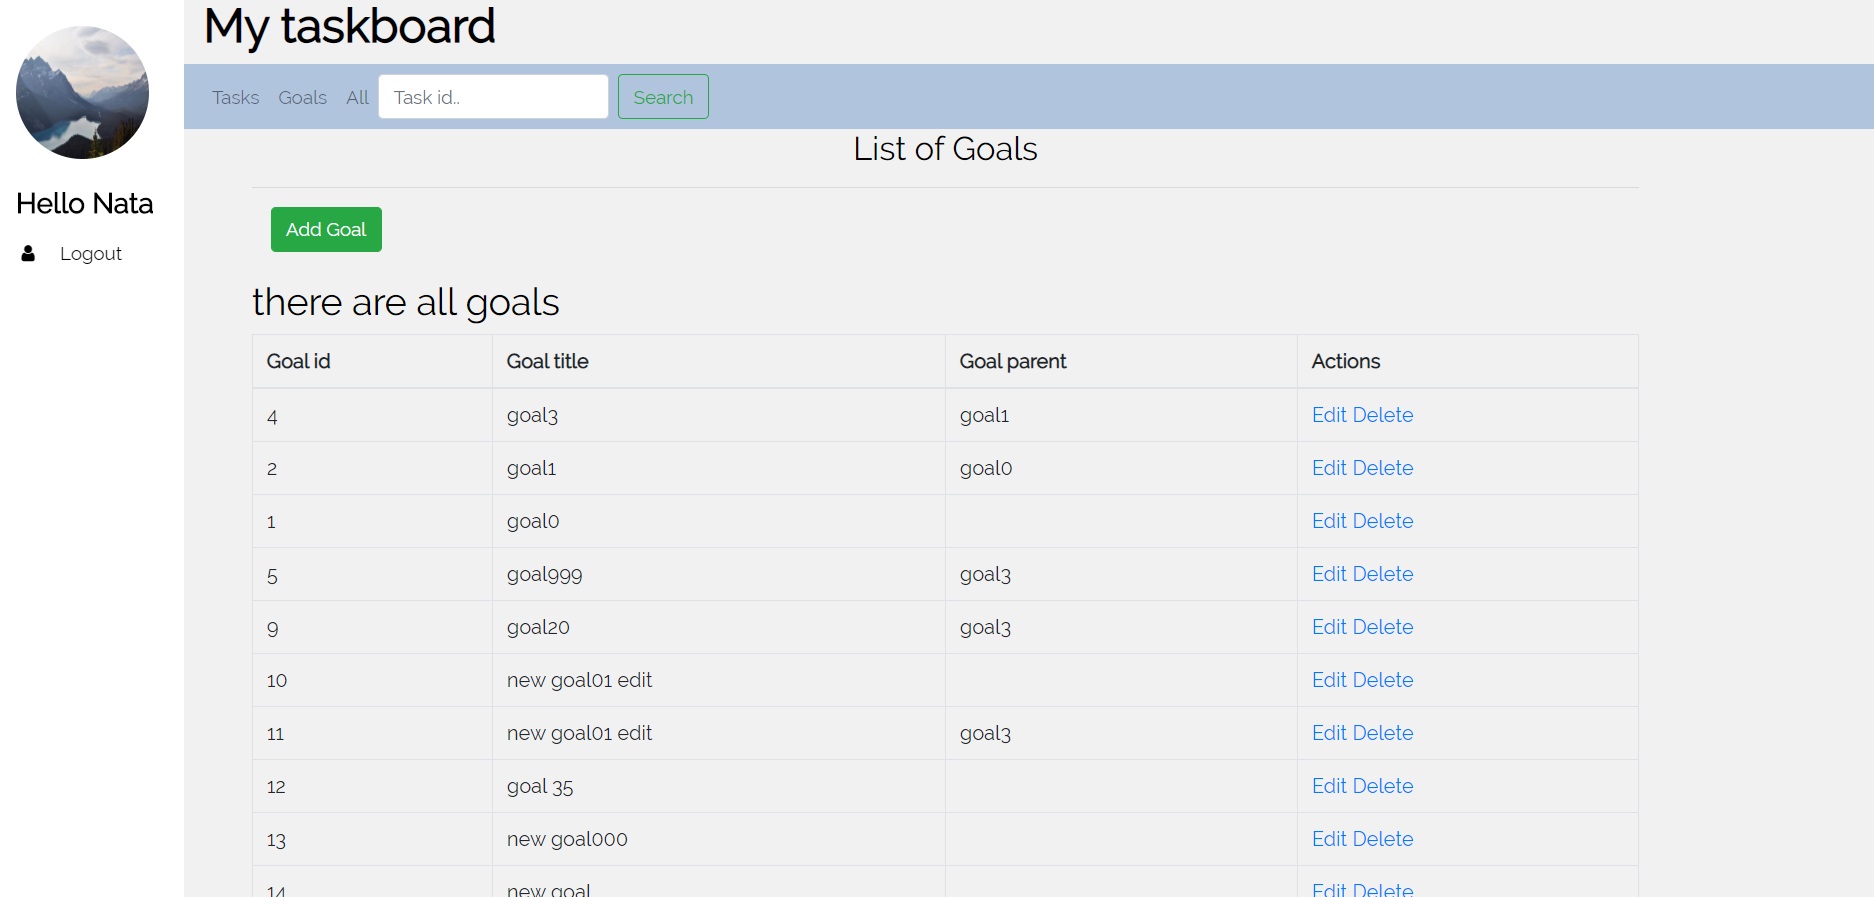 My taskboard
Tasks Goals All Task id.. Search
Hello Nata
Logout
List of Goals
Add Goal
there are all goals
Goal id Goal title Goal parent Actions
4 goal3 goal1 Edit Delete
2 goal1 goal0 Edit Delete
1 goal0 Edit Delete
5 goal999 goal3 Edit Delete
9 goal20 goal3 Edit Delete
10 new goal01 edit Edit Delete
11 new goal01 edit goal3 Edit Delete
12 goal 35 Edit Delete
13 new goal000 Edit Delete
14 new goal Edit Delete